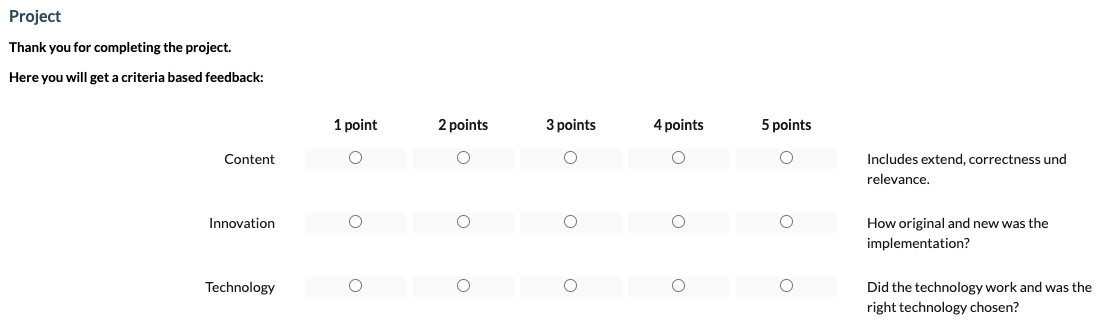 Project
Thank you for completing the project.
Here you will get a criteria based feedback:
1 point 2 points 3 points 4 points 5 points
Content
Includes extend, correctness und
relevance.
Innovation
How original and new was the
implementation?
Technology
Did the technology work and was the
right technology chosen?